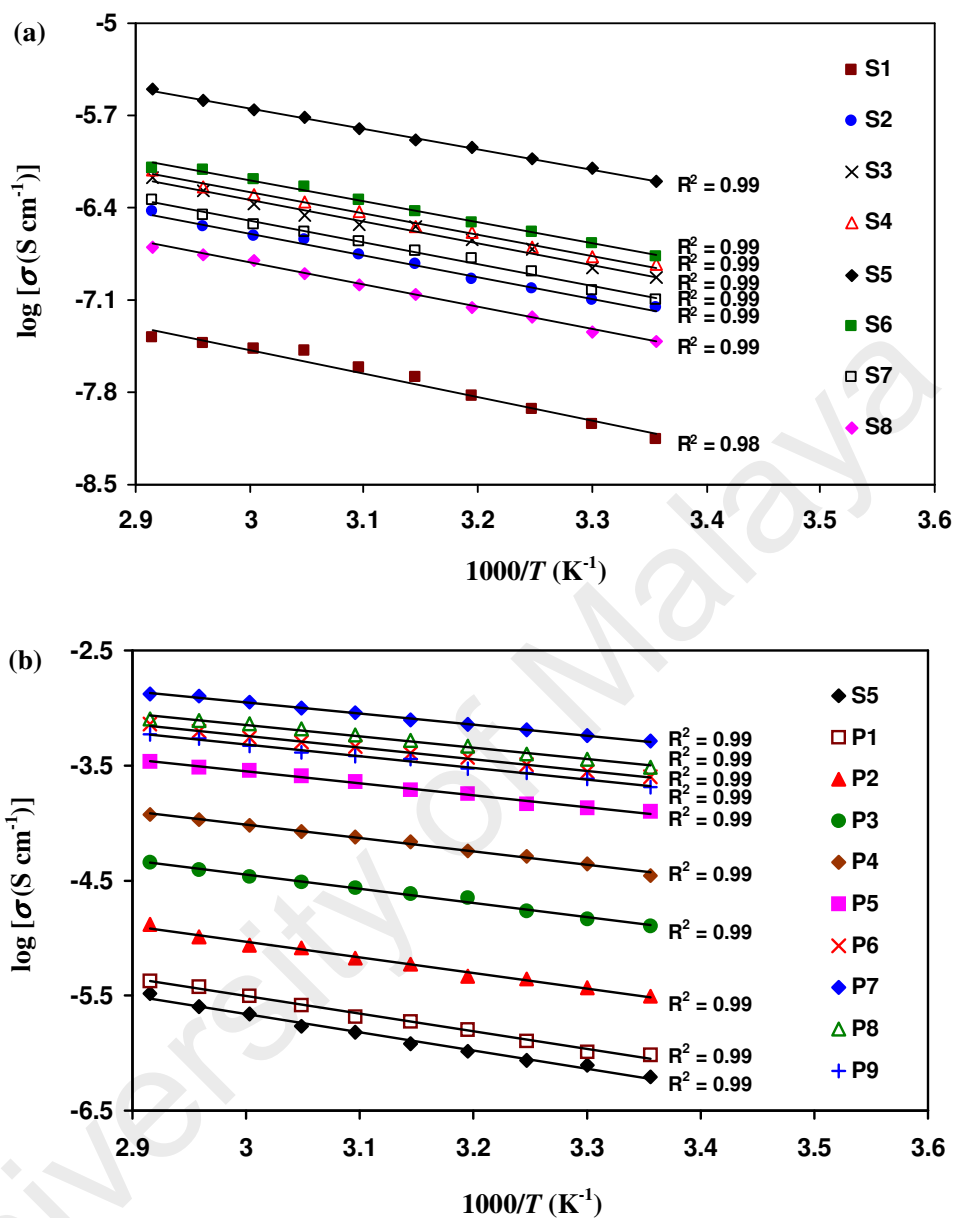 (a)
-5
-5.7
-6.4
-7.1
-7.8
-8.5
log [σ(S cm-1)]
2.9 3 3.1 3.2 3.3 3.4 3.5 3.6
1000/T (K-1)
R2 = 0.99
R2 = 0.99
R2 = 0.99
R2 = 0.99
R2 = 0.99
R2 = 0.99
R2 = 0.99
R2 = 0.98
S1
S2
S3
S4
S5
S6
S7
S8
(b)
-2.5
-3.5
-4.5
-5.5
-6.5
log [σ(S cm-1)]
2.9 3 3.1 3.2 3.3 3.4 3.5 3.6
1000/T (K-1)
R2 = 0.99
R2 = 0.99
R2 = 0.99
R2 = 0.99
R2 = 0.99
R2 = 0.99
R2 = 0.99
R2 = 0.99
R2 = 0.99
R2 = 0.99
S5
P1
P2
P3
P4
P5
P6
P7
P8
P9
University of Malaya